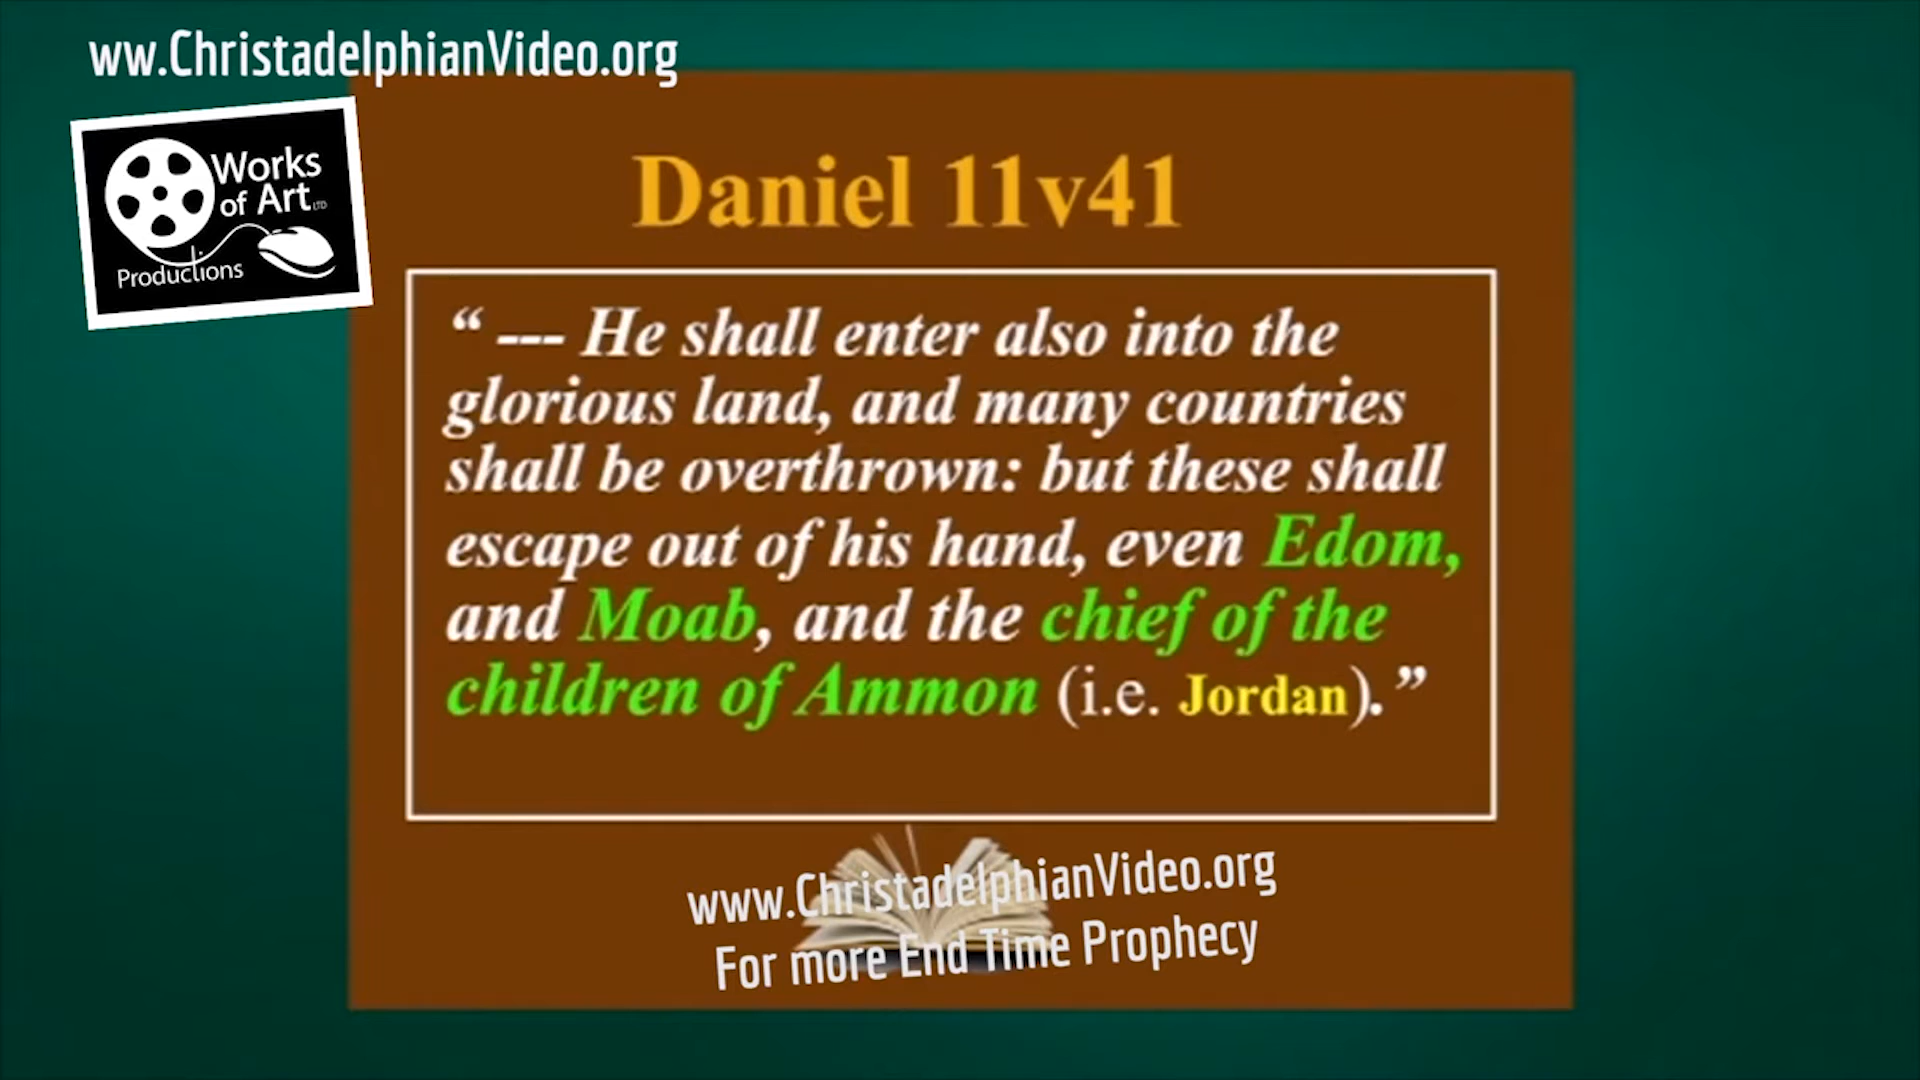 ww.ChristadelphianVideo.org
Works
of Art LTD
Productions
Daniel 11v41
“ --- He shall enter also into the
glorious land, and many countries
shall be overthrown: but these shall
escape out of his hand, even Edom,
and Moab, and the chief of the
children of Ammon (i.e. Jordan). ”
www.ChristadelphianVideo.org
For more End Time Prophecy